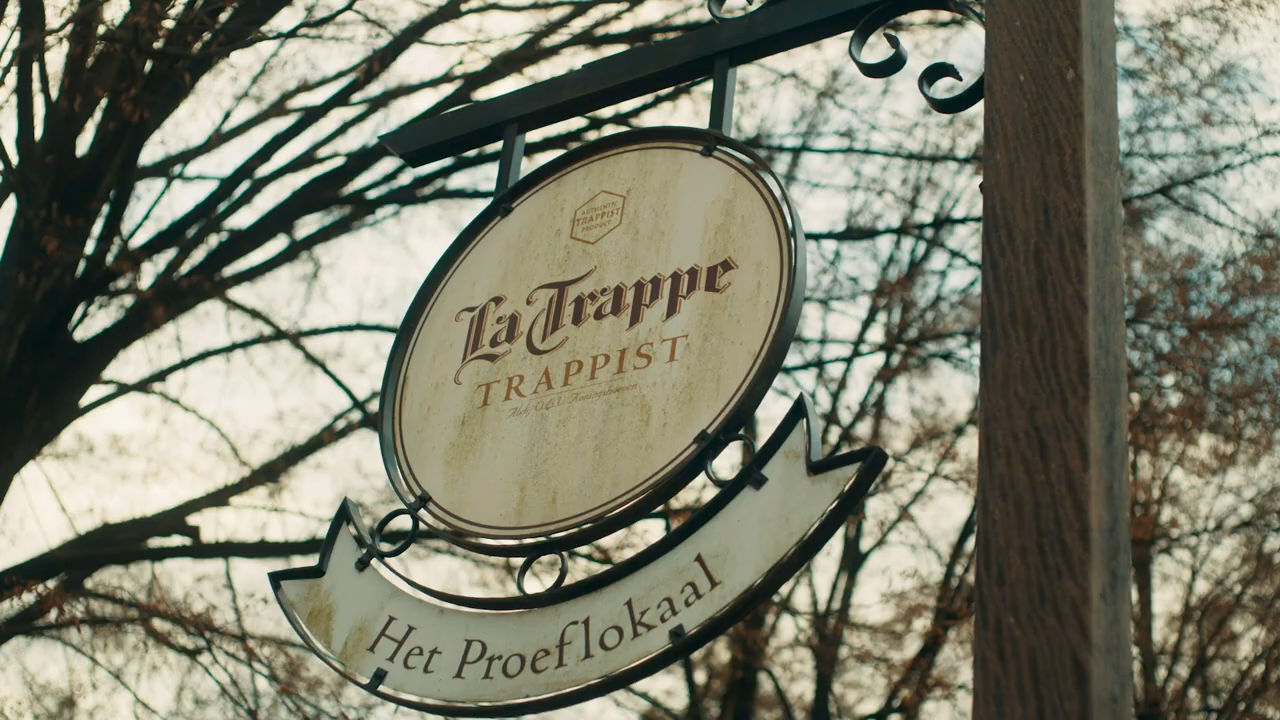 AUTHENTIC
TRAPPIST
PRODUCT
La Trappe
TRAPPIST
Het Proeflokaal